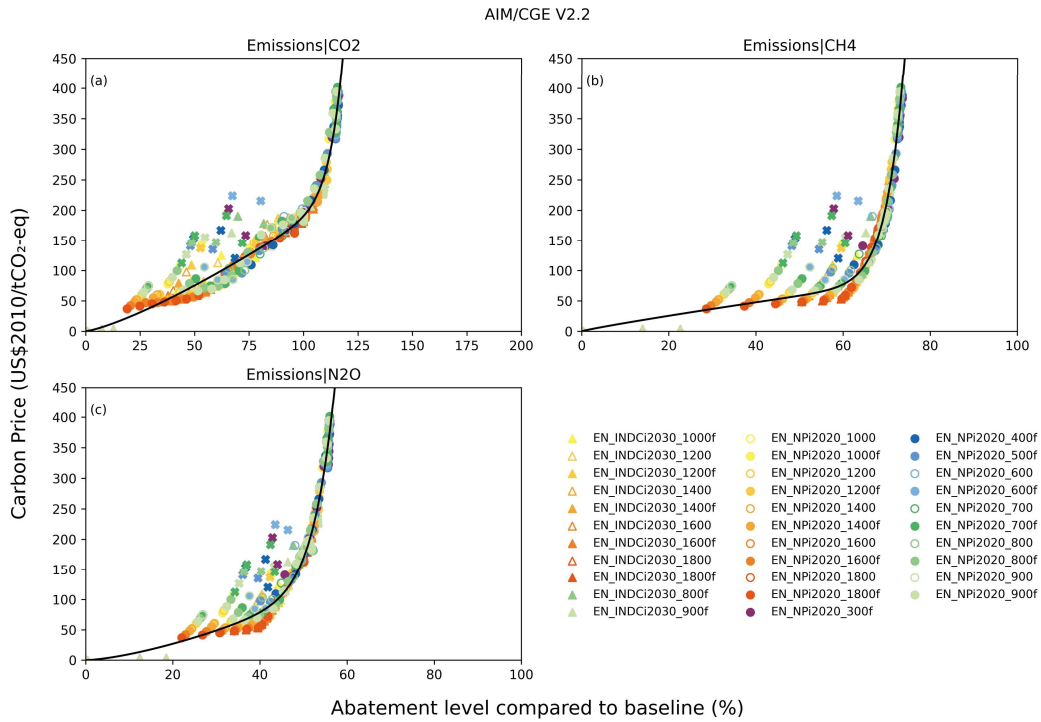 AIM/CGE V2.2
Emissions|CO2
Emissions|CH4
(a)
(b)
450
400
350
300
250
200
150
100
50
0
0 25 50 75 100 125 150 175 200
450
400
350
300
250
200
150
100
50
0
0 20 40 60 80 100
Emissions|N2O
(c)
450
400
350
300
250
200
150
100
50
0
0 20 40 60 80 100
Carbon Price (US$2010/tCO₂-eq)
Abatement level compared to baseline (%)
EN_INDCi2030_1000f
EN_INDCi2030_1200
EN_INDCi2030_1200f
EN_INDCi2030_1400
EN_INDCi2030_1400f
EN_INDCi2030_1600
EN_INDCi2030_1600f
EN_INDCi2030_1800
EN_INDCi2030_1800f
EN_INDCi2030_800f
EN_INDCi2030_900f
EN_NPi2020_1000
EN_NPi2020_1000f
EN_NPi2020_1200
EN_NPi2020_1200f
EN_NPi2020_1400
EN_NPi2020_1400f
EN_NPi2020_1600
EN_NPi2020_1600f
EN_NPi2020_1800
EN_NPi2020_1800f
EN_NPi2020_300f
EN_NPi2020_400f
EN_NPi2020_500f
EN_NPi2020_600
EN_NPi2020_600f
EN_NPi2020_700
EN_NPi2020_700f
EN_NPi2020_800
EN_NPi2020_800f
EN_NPi2020_900
EN_NPi2020_900f